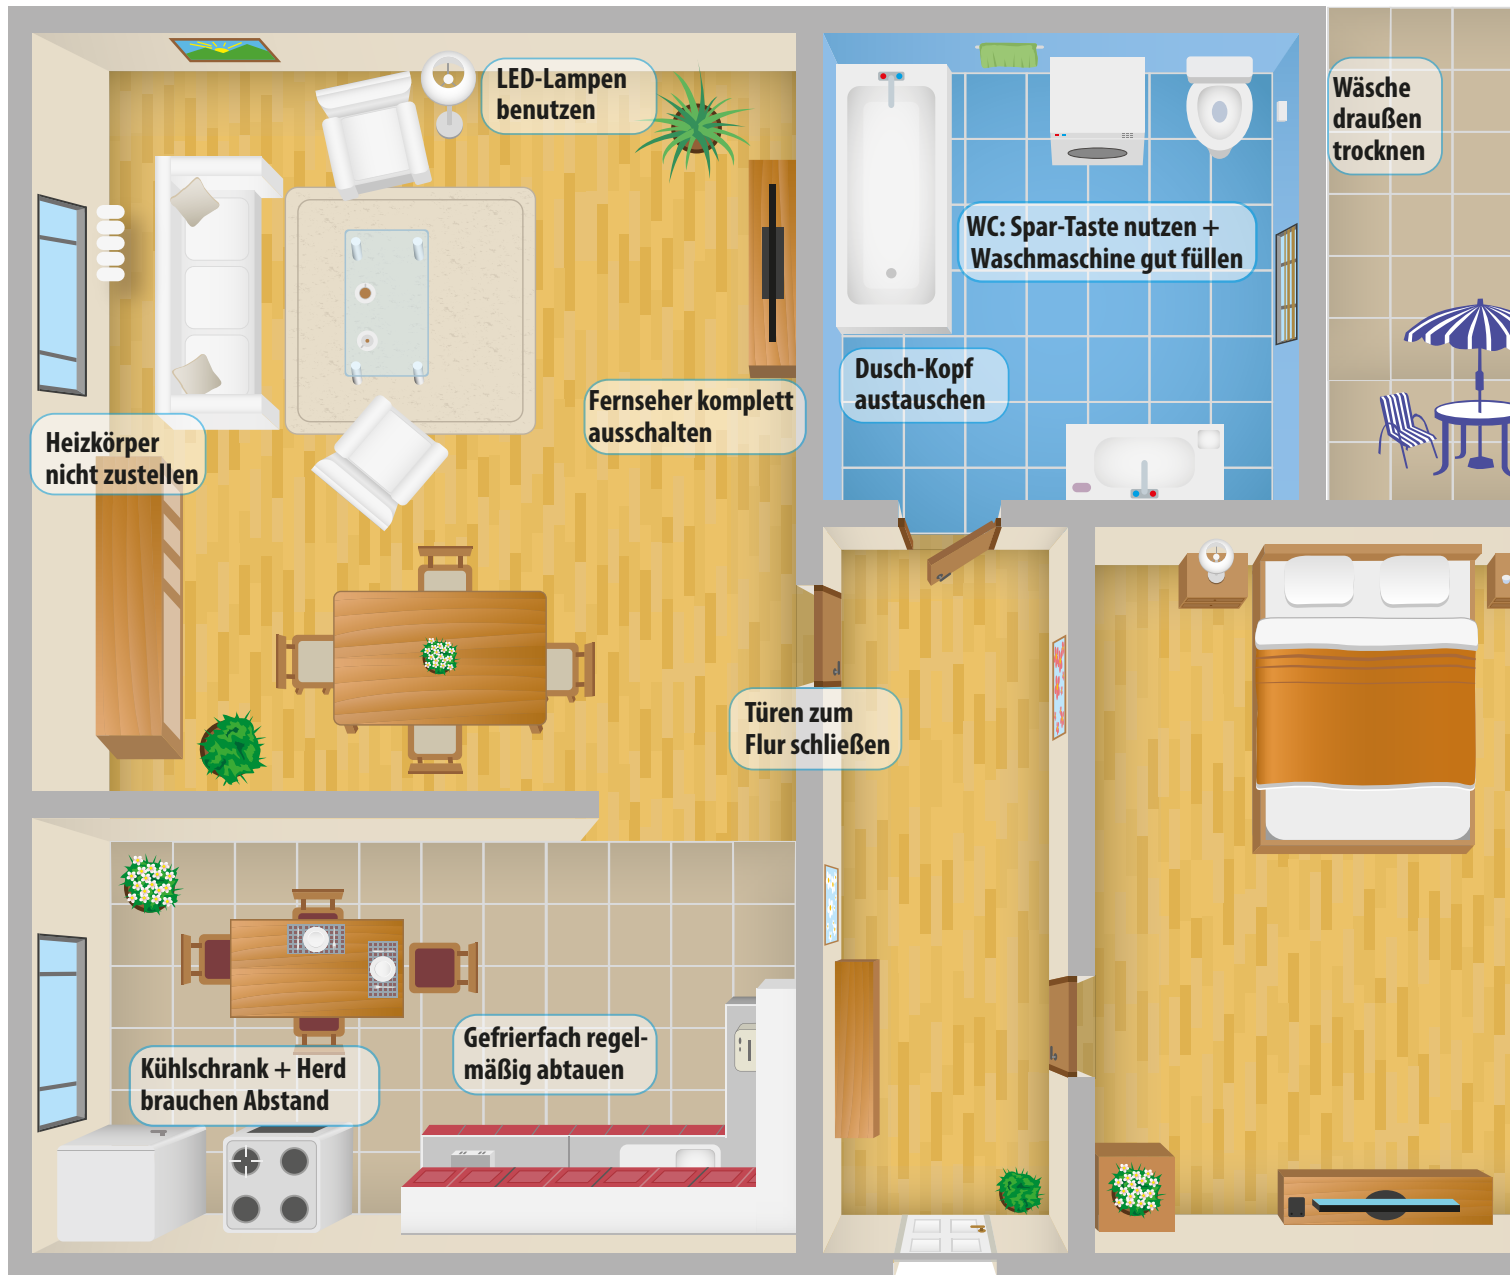 LED-Lampen
benutzen
Wäsche
draußen
trocknen
WC: Spar-Taste nutzen +
Waschmaschine gut füllen
Dusch-Kopf
austauschen
Fernseher komplett
ausschalten
Heizkörper
nicht zustellen
Türen zum
Flur schließen
Gefrierfach regel-
mäßig abtauen
Kühlschrank + Herd
brauchen Abstand